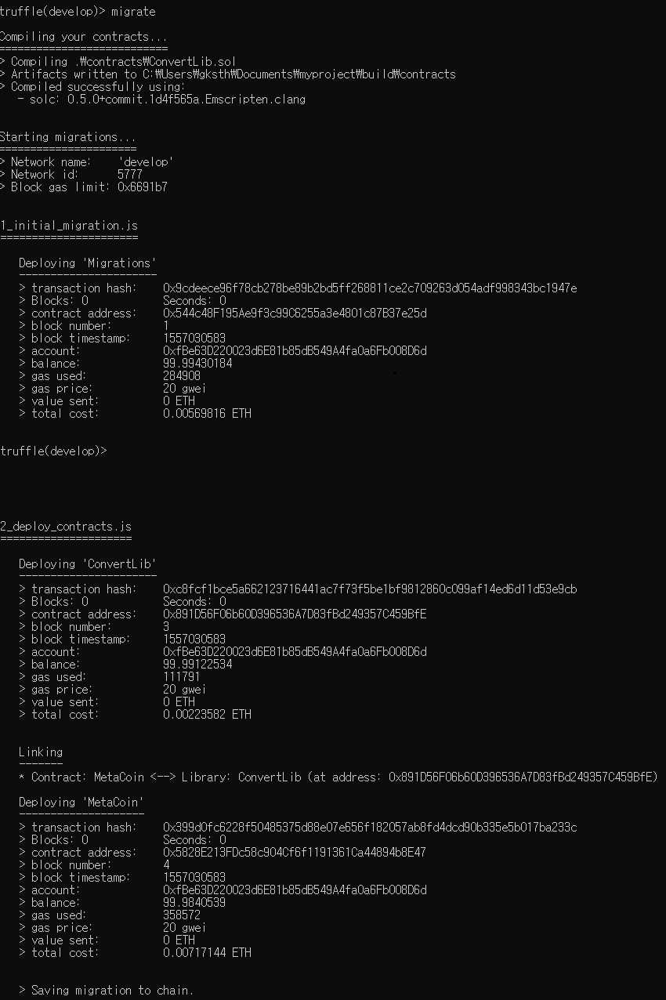 truffle(develop)> migrate
Compiling your contracts...
===========================
> Compiling .₩contracts₩ConvertLib.sol
> Artifacts written to C:₩Users₩gksth₩Documents₩myproject₩build₩contracts
> Compiled successfully using:
   - solc: 0.5.0+commit.1d4f565a.Emscripten.clang
Starting migrations...
======================
> Network name:    'develop'
> Network id:      5777
> Block gas limit: 0x6691b7
1_initial_migration.js
======================
   Deploying 'Migrations'
   ----------------------
   > transaction hash:    0x9cdeece96f78cb278be89b2bd5ff268811ce2c709263d054adf998343bc1947e
   > Blocks: 0            Seconds: 0
   > contract address:    0x544c48F195Ae9f3c99C6255a3e4801c87B37e25d
   > block number:        1
   > block timestamp:     1557030583
   > account:             0xfBe63D220023d6E81b85dB549A4fa0a6Fb008D6d
   > balance:             99.99430184
   > gas used:            284908
   > gas price:           20 gwei
   > value sent:          0 ETH
   > total cost:          0.00569816 ETH
truffle(develop)>
2_deploy_contracts.js
=====================
   Deploying 'ConvertLib'
   ----------------------
   > transaction hash:    0xc8fcf1bce5a662123716441ac7f73f5be1bf9812860c099af14ed6d11d53e9cb
   > Blocks: 0            Seconds: 0
   > contract address:    0x891D56F06b60D396536A7D83fBd249357C459BfE
   > block number:        3
   > block timestamp:     1557030583
   > account:             0xfBe63D220023d6E81b85dB549A4fa0a6Fb008D6d
   > balance:             99.99122534
   > gas used:            111791
   > gas price:           20 gwei
   > value sent:          0 ETH
   > total cost:          0.00223582 ETH
   Linking
   -------
   * Contract: MetaCoin <--> Library: ConvertLib (at address: 0x891D56F06b60D396536A7D83fBd249357C459BfE)
   Deploying 'MetaCoin'
   --------------------
   > transaction hash:    0x399d0fc6228f50485375d88e07e656f182057ab8fd4dcd90b335e5b017ba233c
   > Blocks: 0            Seconds: 0
   > contract address:    0x5828E213FDc58c904Cf6f1191361Ca44894b8E47
   > block number:        4
   > block timestamp:     1557030583
   > account:             0xfBe63D220023d6E81b85dB549A4fa0a6Fb008D6d
   > balance:             99.9840539
   > gas used:            358572
   > gas price:           20 gwei
   > value sent:          0 ETH
   > total cost:          0.00717144 ETH
   > Saving migration to chain.